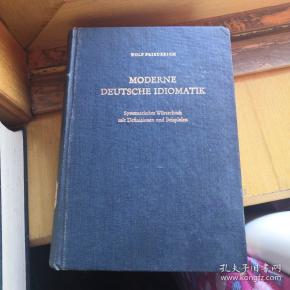 WOLF FRIEDERICH
MODERNE
DEUTSCHE IDIOMATIK
Systematisches Wörterbuch
mit Definitionen und Beispielen
孔夫子旧书网